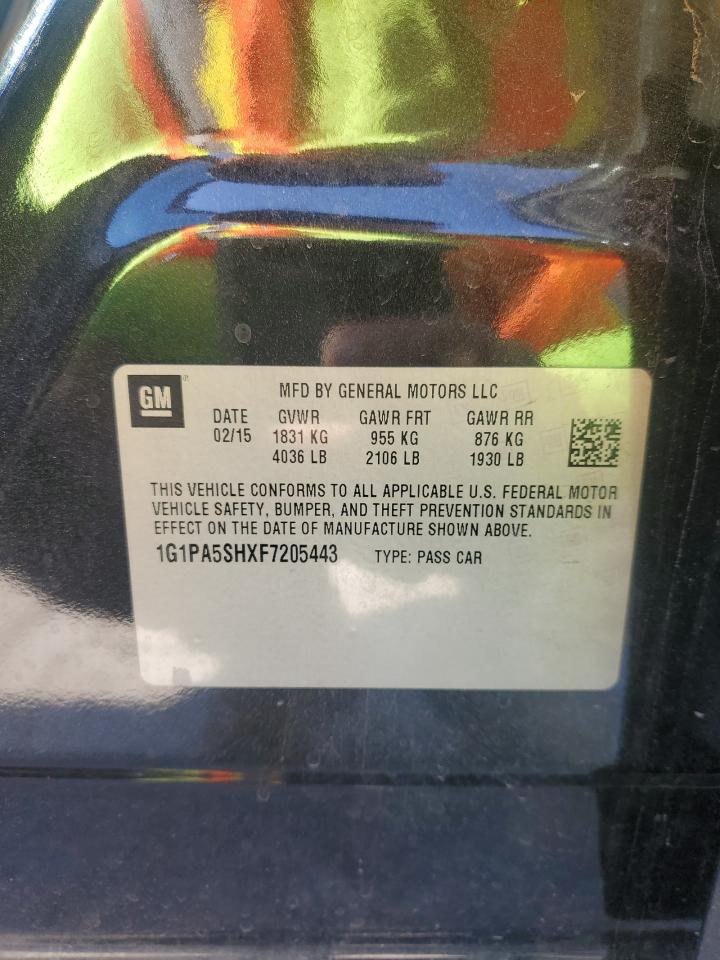 GM
MFD BY GENERAL MOTORS LLC
DATE GVWR GAWR FRT GAWR RR
02/15 1831 KG 955 KG 876 KG
4036 LB 2106 LB 1930 LB
THIS VEHICLE CONFORMS TO ALL APPLICABLE U.S. FEDERAL MOTOR
VEHICLE SAFETY, BUMPER, AND THEFT PREVENTION STANDARDS IN
EFFECT ON THE DATE OF MANUFACTURE SHOWN ABOVE.
1G1PA5SHXF7205443 TYPE: PASS CAR